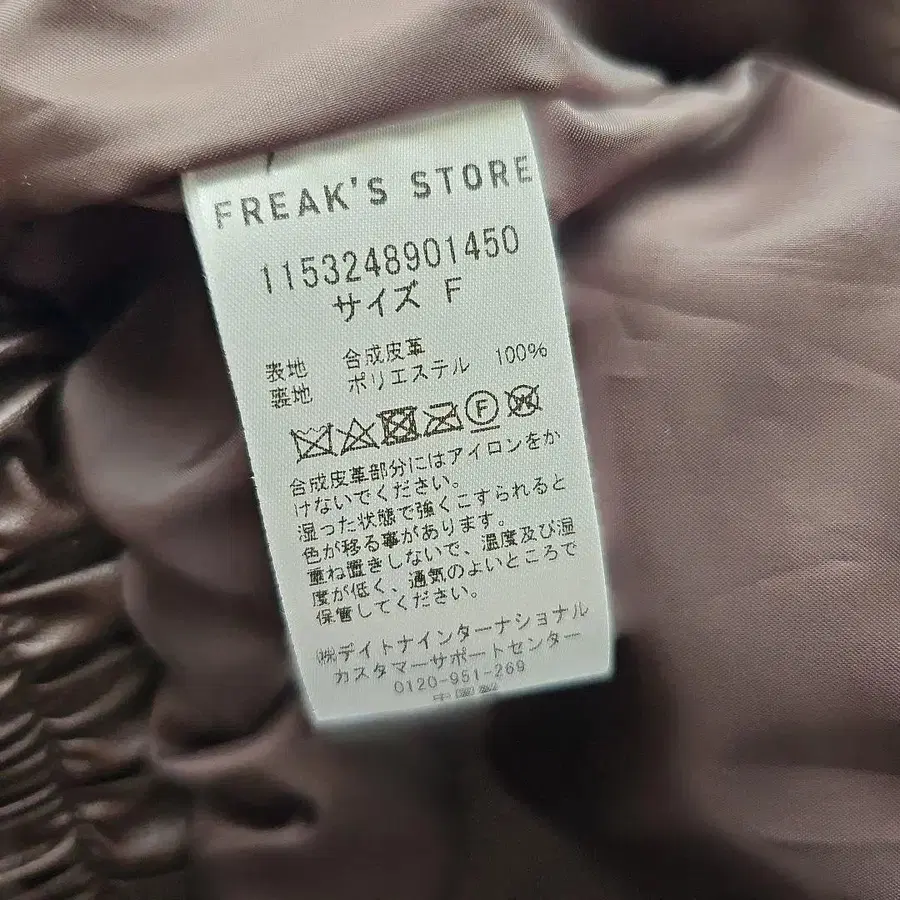 FREAK'S STORE
1153248901450
サイズ F
表地 合成皮革
裏地 ポリエステル 100%
F W
合成皮革部分にはアイロンをか
けないでください。
湿った状態で強くこすられると
色が移る事があります。
重ね置きしないで、温度及び湿
度が低く、通気のよいところで
保管してください。
㈱デイトナインターナショナル
カスタマーサポートセンター
0120-951-269